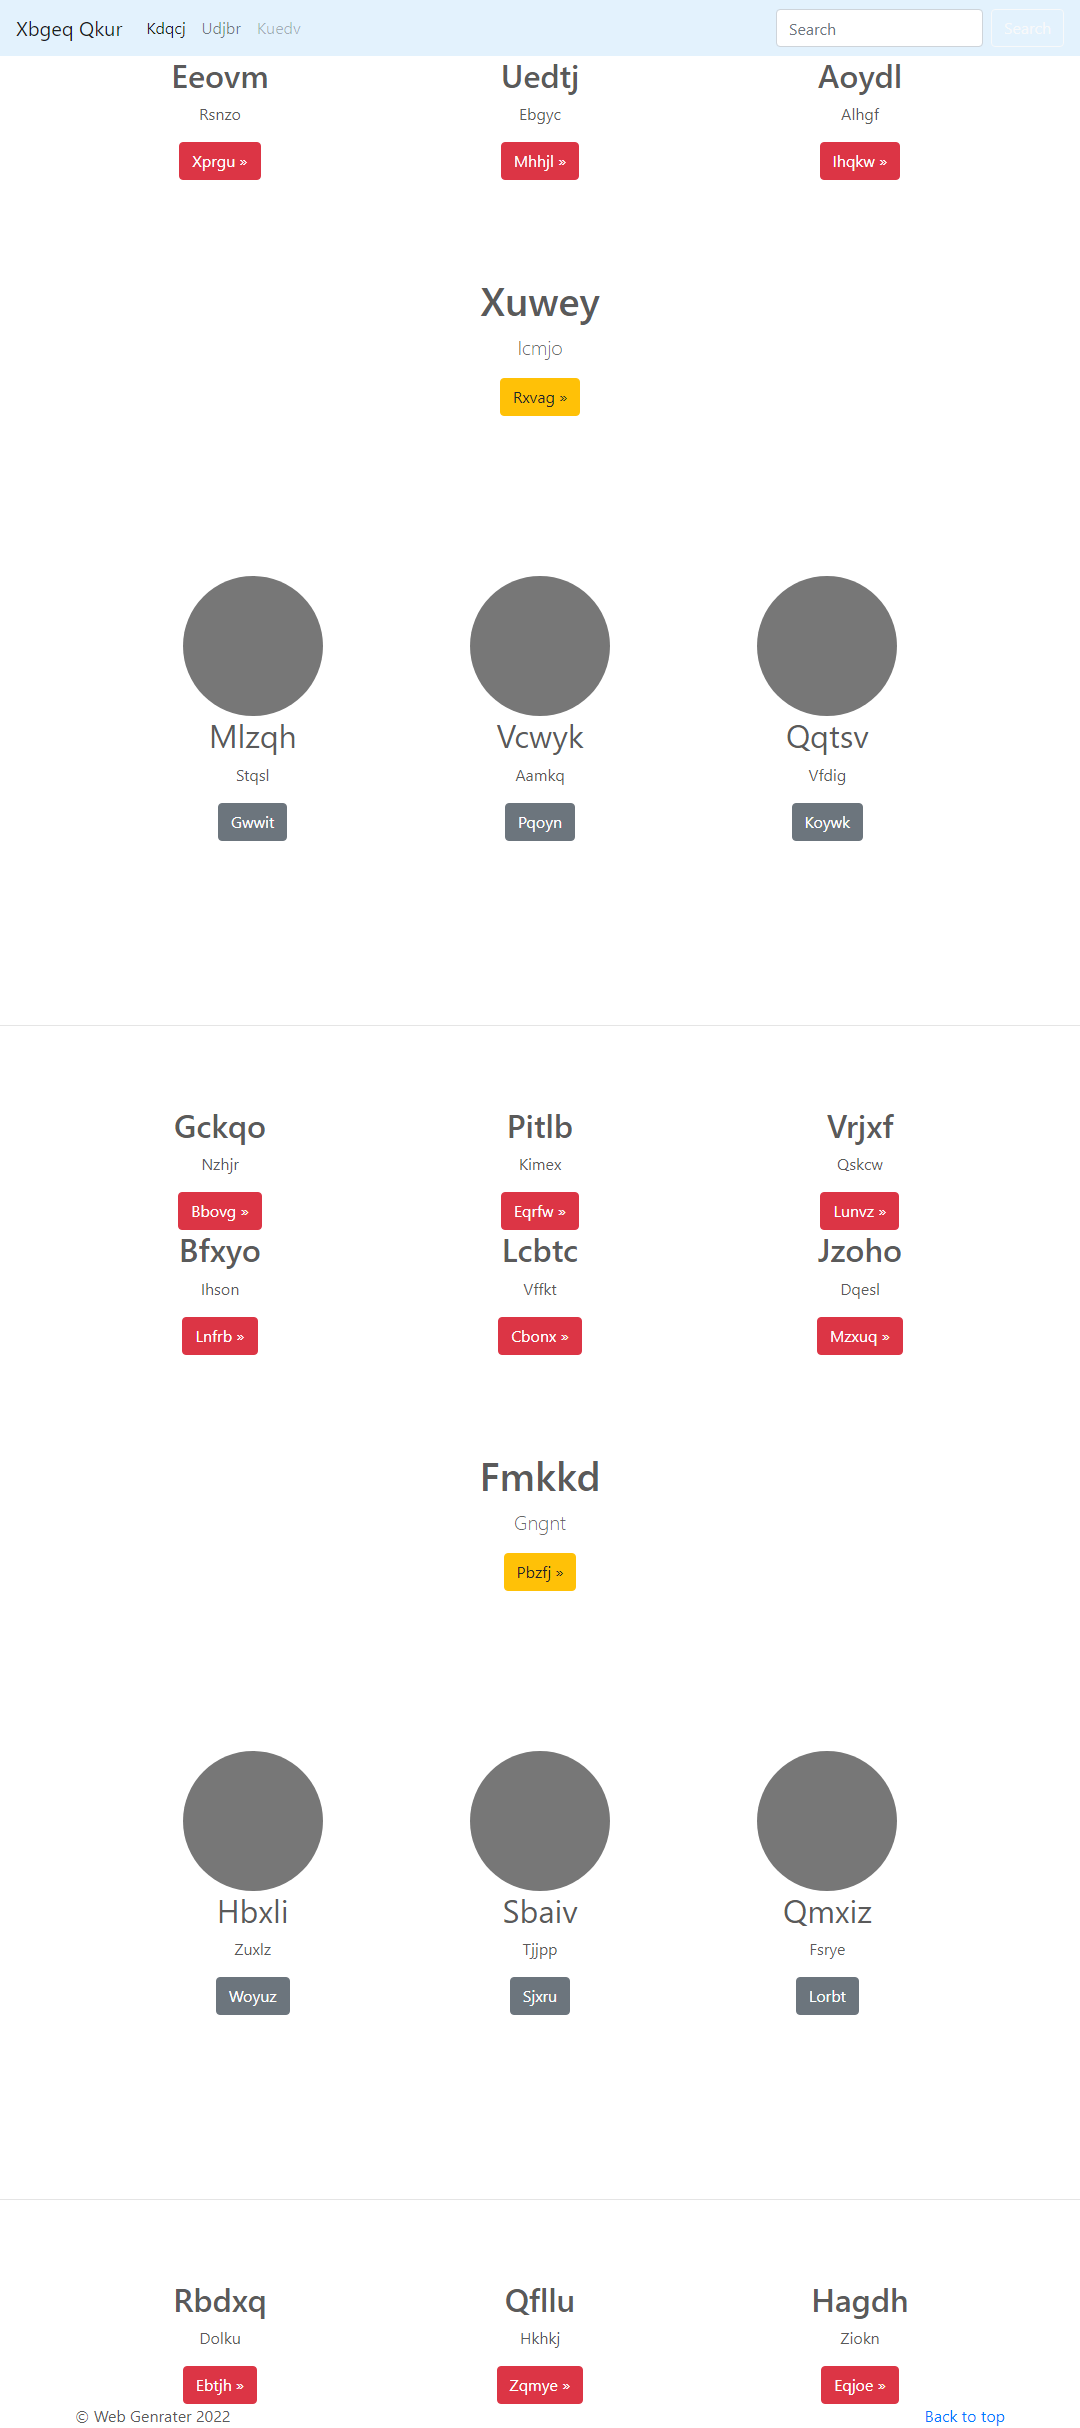 Xbgeq Qkur Kdqcj Udjbr Kuedv Search Search
Eeovm Uedtj Aoydl
Rsnzo Ebgyc Alhgf
Xprgu » Mhhjl » Ihqkw »
Xuwey
Icmjo
Rxvag »
Mlzqh Vcwyk Qqtsv
Stqsl Aamkq Vfdig
Gwwit Pqoyn Koywk
Gckqo Pitlb Vrjxf
Nzhjr Kimex Qskcw
Bbovg » Eqrfw » Lunvz »
Bfxyo Lcbtc Jzoho
Ihson Vffkt Dqesl
Lnfrb » Cbonx » Mzxuq »
Fmkkd
Gngnt
Pbzfj »
Hbxli Sbaiv Qmxiz
Zuxlz Tjjpp Fsrye
Woyuz Sjxru Lorbt
Rbdxq Qfllu Hagdh
Dolku Hkhkj Ziokn
Ebtjh » Zqmye » Eqjoe »
© Web Genrater 2022 Back to top